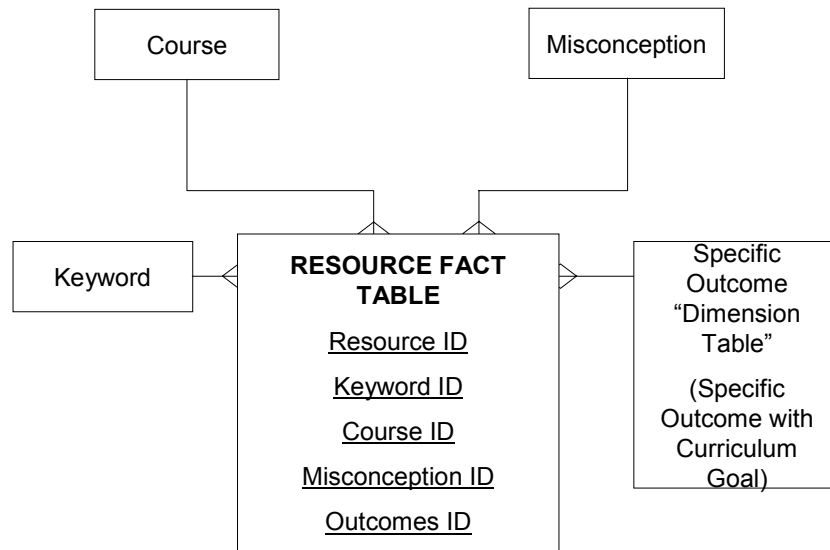 Course
Misconception
Keyword
RESOURCE FACT
TABLE
Resource ID
Keyword ID
Course ID
Misconception ID
Outcomes ID
Specific
Outcome
“Dimension
Table”
(Specific
Outcome with
Curriculum
Goal)